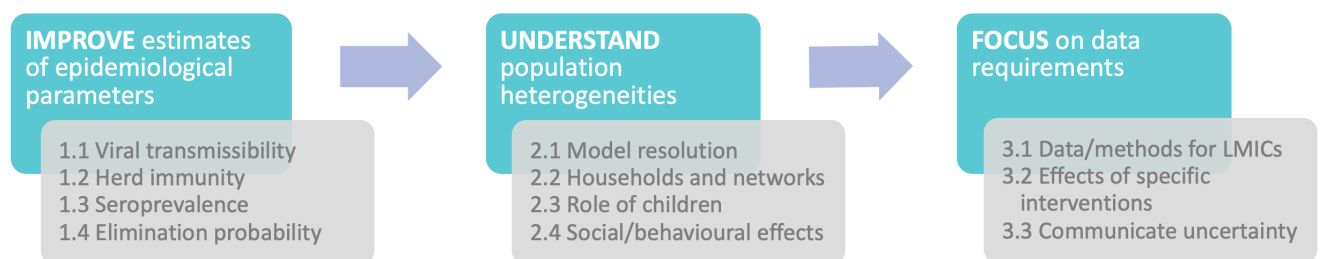 IMPROVE estimates
of epidemiological
parameters
1.1 Viral transmissibility
1.2 Herd immunity
1.3 Seroprevalence
1.4 Elimination probability
UNDERSTAND
population
heterogeneities
2.1 Model resolution
2.2 Households and networks
2.3 Role of children
2.4 Social/behavioural effects
FOCUS on data
requirements
3.1 Data/methods for LMICs
3.2 Effects of specific
interventions
3.3 Communicate uncertainty